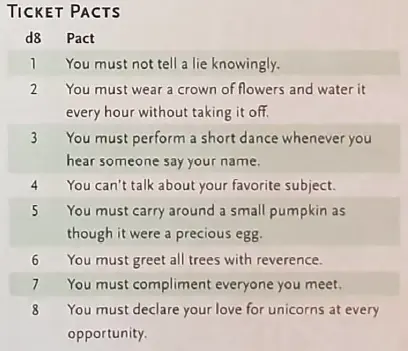 TICKET PACTS
d8 Pact
1 You must not tell a lie knowingly.
2 You must wear a crown of flowers and water it
every hour without taking it off.
3 You must perform a short dance whenever you
hear someone say your name.
4 You can't talk about your favorite subject.
5 You must carry around a small pumpkin as
though it were a precious egg.
6 You must greet all trees with reverence.
7 You must compliment everyone you meet.
8 You must declare your love for unicorns at every
opportunity.